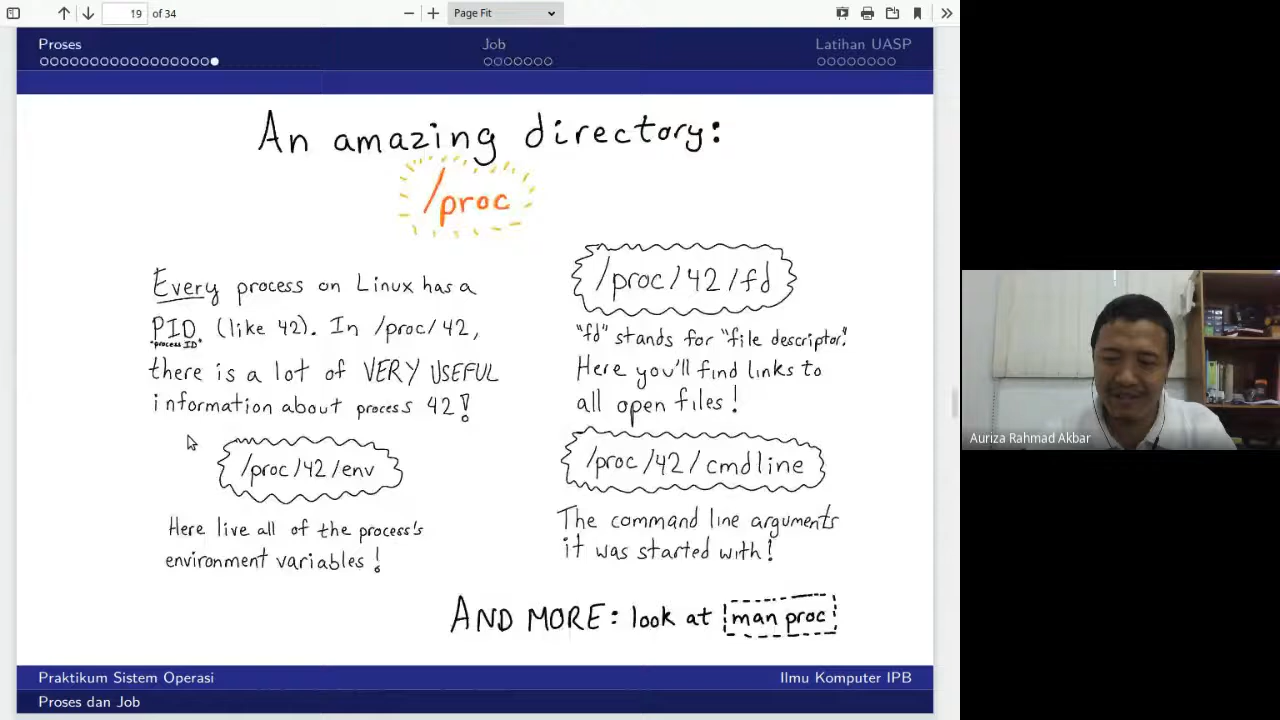 19 of 34
Page Fit
Proses
Job
Latihan UASP
An amazing directory:
/proc
Every process on Linux has a
PID (like 42). In /proc/42,
"process ID"
there is a lot of VERY USEFUL
information about process 42!
/proc/42/env
Here live all of the process's
environment variables!
/proc/42/fd
"fd" stands for "file descriptor."
Here you'll find links to
all open files!
/proc/42/cmdline
The command line arguments
it was started with!
AND MORE: look at man proc
Auriza Rahmad Akbar
Praktikum Sistem Operasi
Ilmu Komputer IPB
Proses dan Job